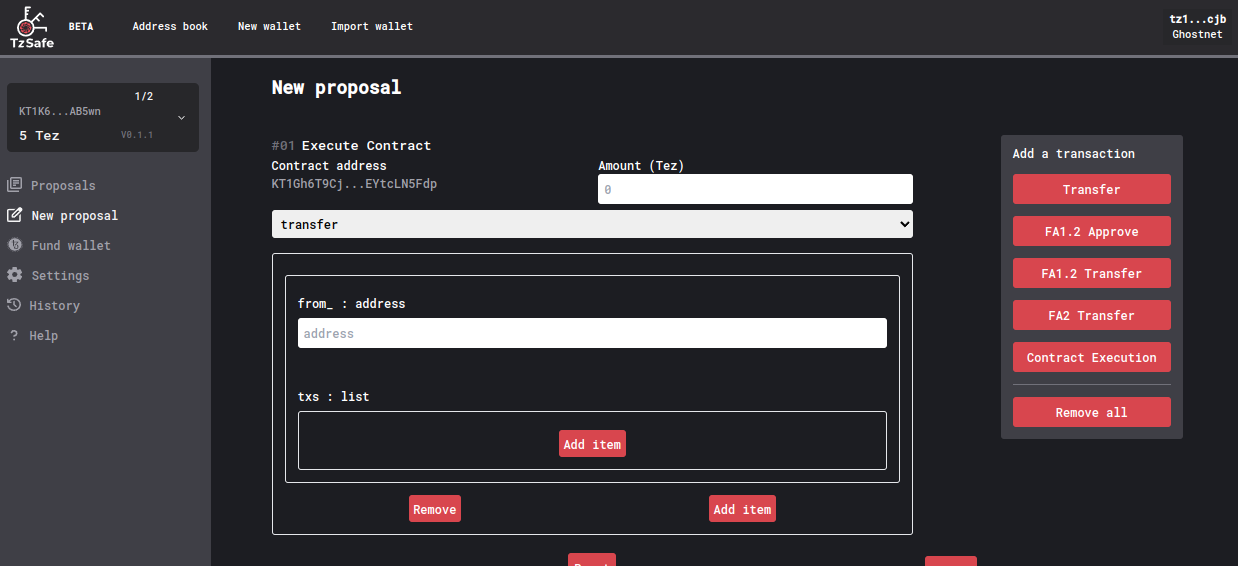 TzSafe
BETA
Address book
New wallet
Import wallet
tz1...cjb
Ghostnet
1/2
KT1K6...AB5wn
5 Tez
V0.1.1
Proposals
New proposal
Fund wallet
Settings
History
? Help
New proposal
#01 Execute Contract
Contract address
KT1Gh6T9Cj...EYtcLN5Fdp
Amount (Tez)
0
transfer
from_ : address
address
txs : list
Add item
Remove
Add item
Add a transaction
Transfer
FA1.2 Approve
FA1.2 Transfer
FA2 Transfer
Contract Execution
Remove all